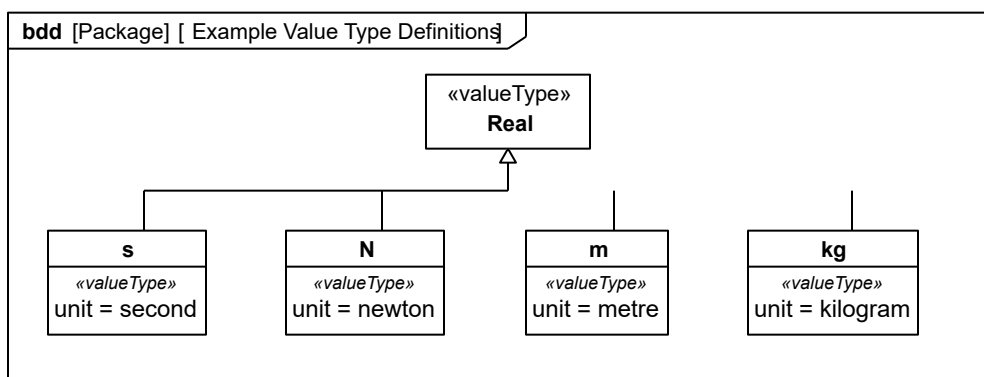 bdd [Package] [ Example Value Type Definitions]
«valueType»
Real
s
«valueType»
unit = second
N
«valueType»
unit = newton
m
«valueType»
unit = metre
kg
«valueType»
unit = kilogram